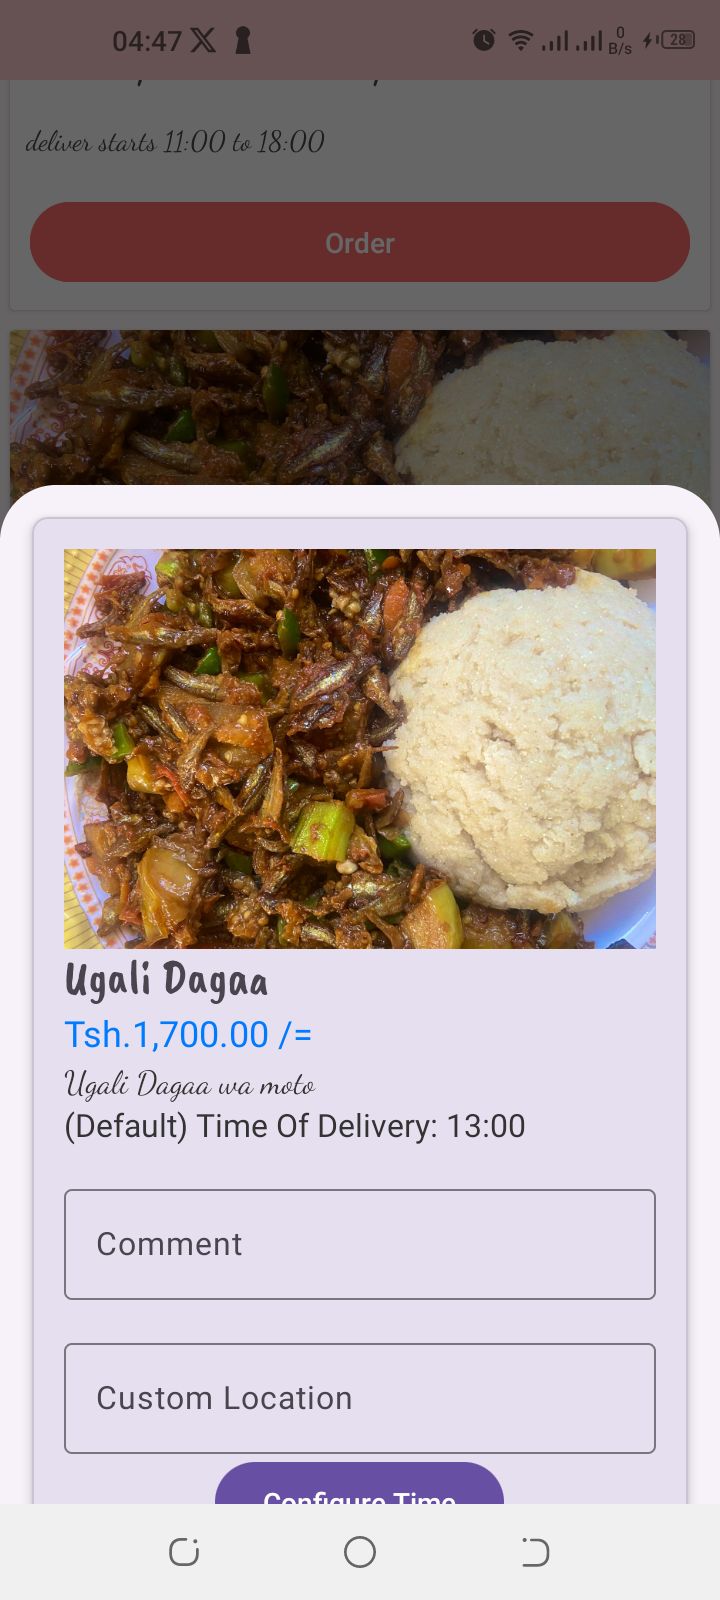 04:47
0
B/s
28
deliver starts 11:00 to 18:00
Order
Ugali Dagaa
Tsh.1,700.00 /=
Ugali Dagaa wa moto
(Default) Time Of Delivery: 13:00
Comment
Custom Location
Configure Time